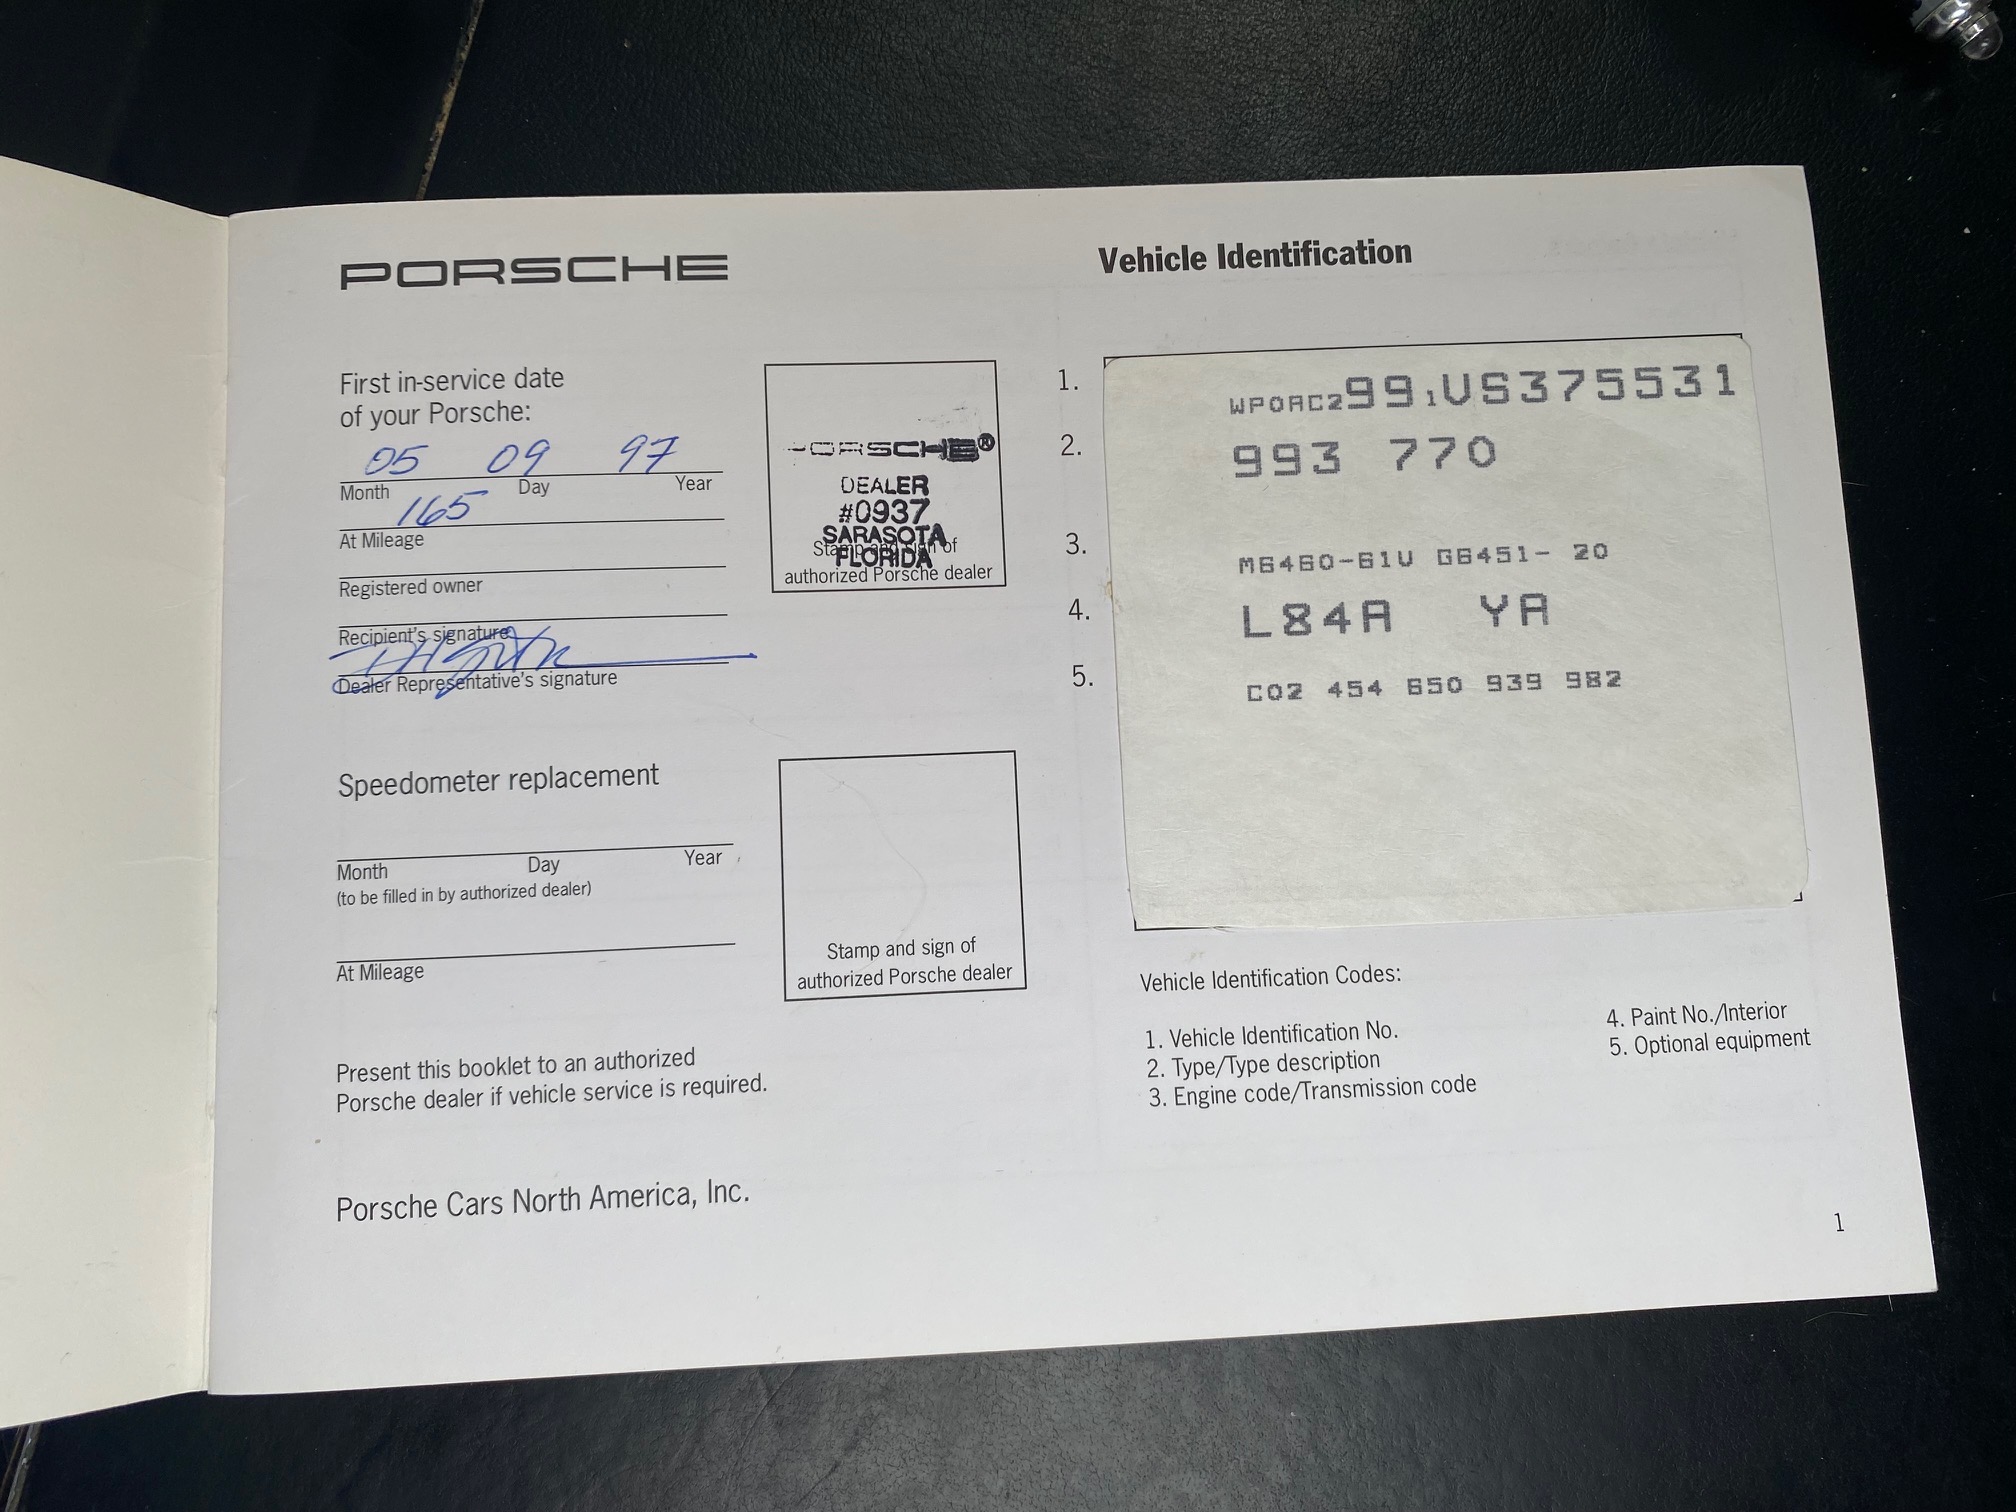 PORSCHE
Vehicle Identification
First in-service date
of your Porsche:
05 09 97
Month Day Year
165
At Mileage
Registered owner
Recipient's signature
Dealer Representative's signature
PORSCHE®
DEALER
#0937
SARASOTA
FLORIDA
Stamp and sign of
authorized Porsche dealer
1. WP0AC2991VS375531
2. 993 770
3. M6460-61U G6451- 20
4. L84A YA
5. C02 454 650 939 982
Speedometer replacement
Month Day Year
(to be filled in by authorized dealer)
At Mileage
Stamp and sign of
authorized Porsche dealer
Vehicle Identification Codes:
1. Vehicle Identification No.
2. Type/Type description
3. Engine code/Transmission code
4. Paint No./Interior
5. Optional equipment
Present this booklet to an authorized
Porsche dealer if vehicle service is required.
Porsche Cars North America, Inc.
1